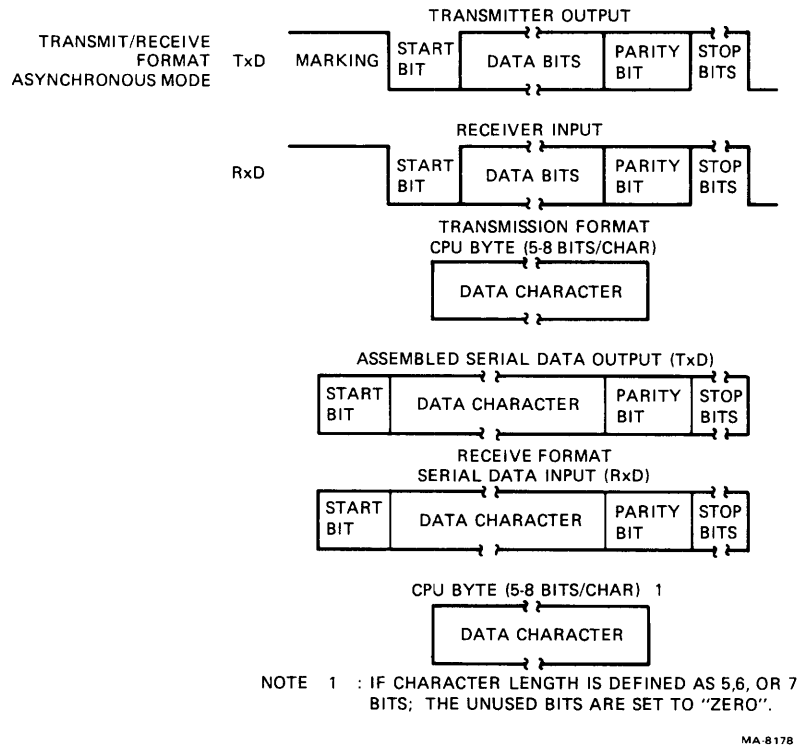 TRANSMITTER OUTPUT
TRANSMIT/RECEIVE
FORMAT
ASYNCHRONOUS MODE
TxD
MARKING
START
BIT
DATA BITS
PARITY
BIT
STOP
BITS
RECEIVER INPUT
RxD
START
BIT
DATA BITS
PARITY
BIT
STOP
BITS
TRANSMISSION FORMAT
CPU BYTE (5-8 BITS/CHAR)
DATA CHARACTER
ASSEMBLED SERIAL DATA OUTPUT (TxD)
START
BIT
DATA CHARACTER
PARITY
BIT
STOP
BITS
RECEIVE FORMAT
SERIAL DATA INPUT (RxD)
START
BIT
DATA CHARACTER
PARITY
BIT
STOP
BITS
CPU BYTE (5-8 BITS/CHAR) 1
DATA CHARACTER
NOTE 1 : IF CHARACTER LENGTH IS DEFINED AS 5,6, OR 7
BITS; THE UNUSED BITS ARE SET TO "ZERO".
MA-8178